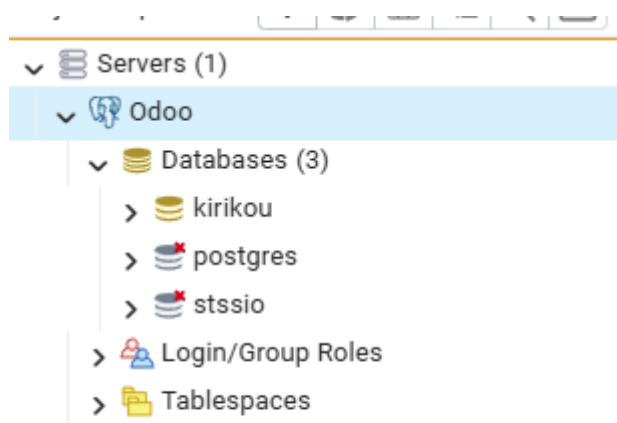 Servers (1)
Odoo
Databases (3)
kirikou
postgres
stssio
Login/Group Roles
Tablespaces